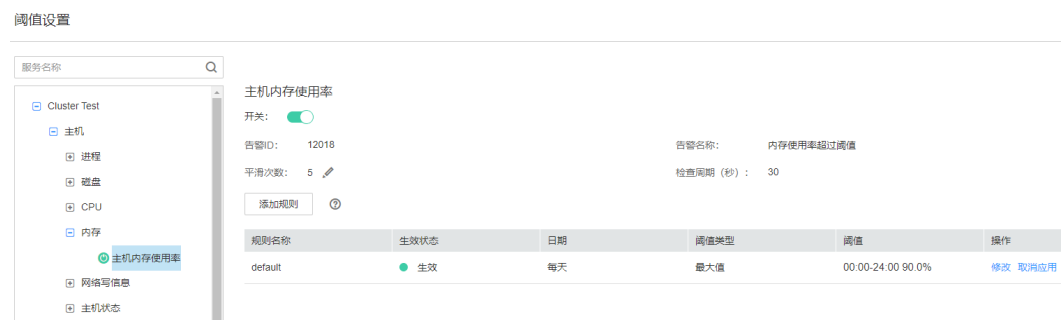 阈值设置
服务名称
Cluster Test
主机
进程
磁盘
CPU
内存
主机内存使用率
网络写信息
主机状态
主机内存使用率
开关：
告警ID： 12018 告警名称： 内存使用率超过阈值
平滑次数： 5 检查周期（秒）： 30
添加规则
规则名称 生效状态 日期 阈值类型 阈值 操作
default 生效 每天 最大值 00:00-24:00 90.0% 修改 取消应用